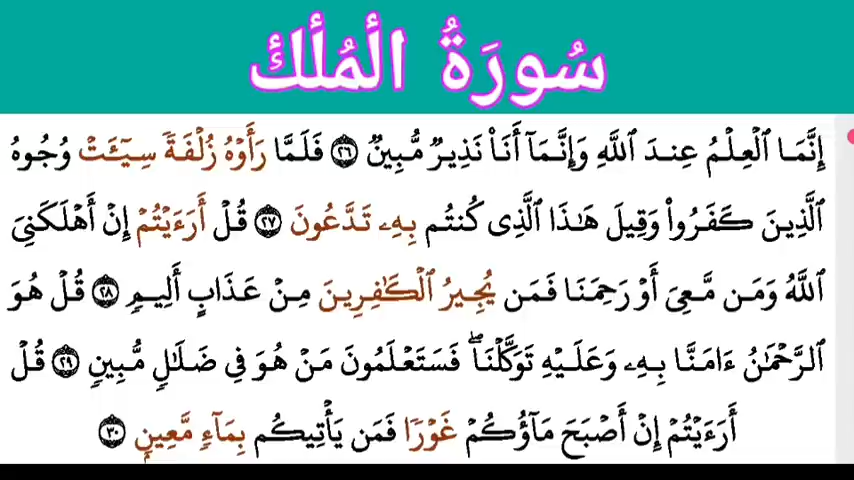 سُورَةُ الْمُلْكُ
إِنَّمَا ٱلْعِلْمُ عِندَ ٱللَّهِ وَإِنَّمَآ أَنَا۠ نَذِيرٌ مُّبِينٌ ٢٦ فَلَمَّا رَأَوْهُ زُلْفَةً سِيٓـَٔتْ وُجُوهُ
ٱلَّذِينَ كَفَرُوا۟ وَقِيلَ هَـٰذَا ٱلَّذِى كُنتُم بِهِۦ تَدَّعُونَ ٢٧ قُلْ أَرَءَيْتُمْ إِنْ أَهْلَكَنِىَ
ٱللَّهُ وَمَن مَّعِىَ أَوْ رَحِمَنَا فَمَن يُجِيرُ ٱلْكَـٰفِرِينَ مِنْ عَذَابٍ أَلِيمٍ ٢٨ قُلْ هُوَ
ٱلرَّحْمَـٰنُ ءَامَنَّا بِهِۦ وَعَلَيْهِ تَوَكَّلْنَا ۖ فَسَتَعْلَمُونَ مَنْ هُوَ فِى ضَلَـٰلٍ مُّبِينٍ ٢٩ قُلْ
أَرَءَيْتُمْ إِنْ أَصْبَحَ مَآؤُكُمْ غَوْرًا فَمَن يَأْتِيكُم بِمَآءٍ مَّعِينٍۭ ٣٠